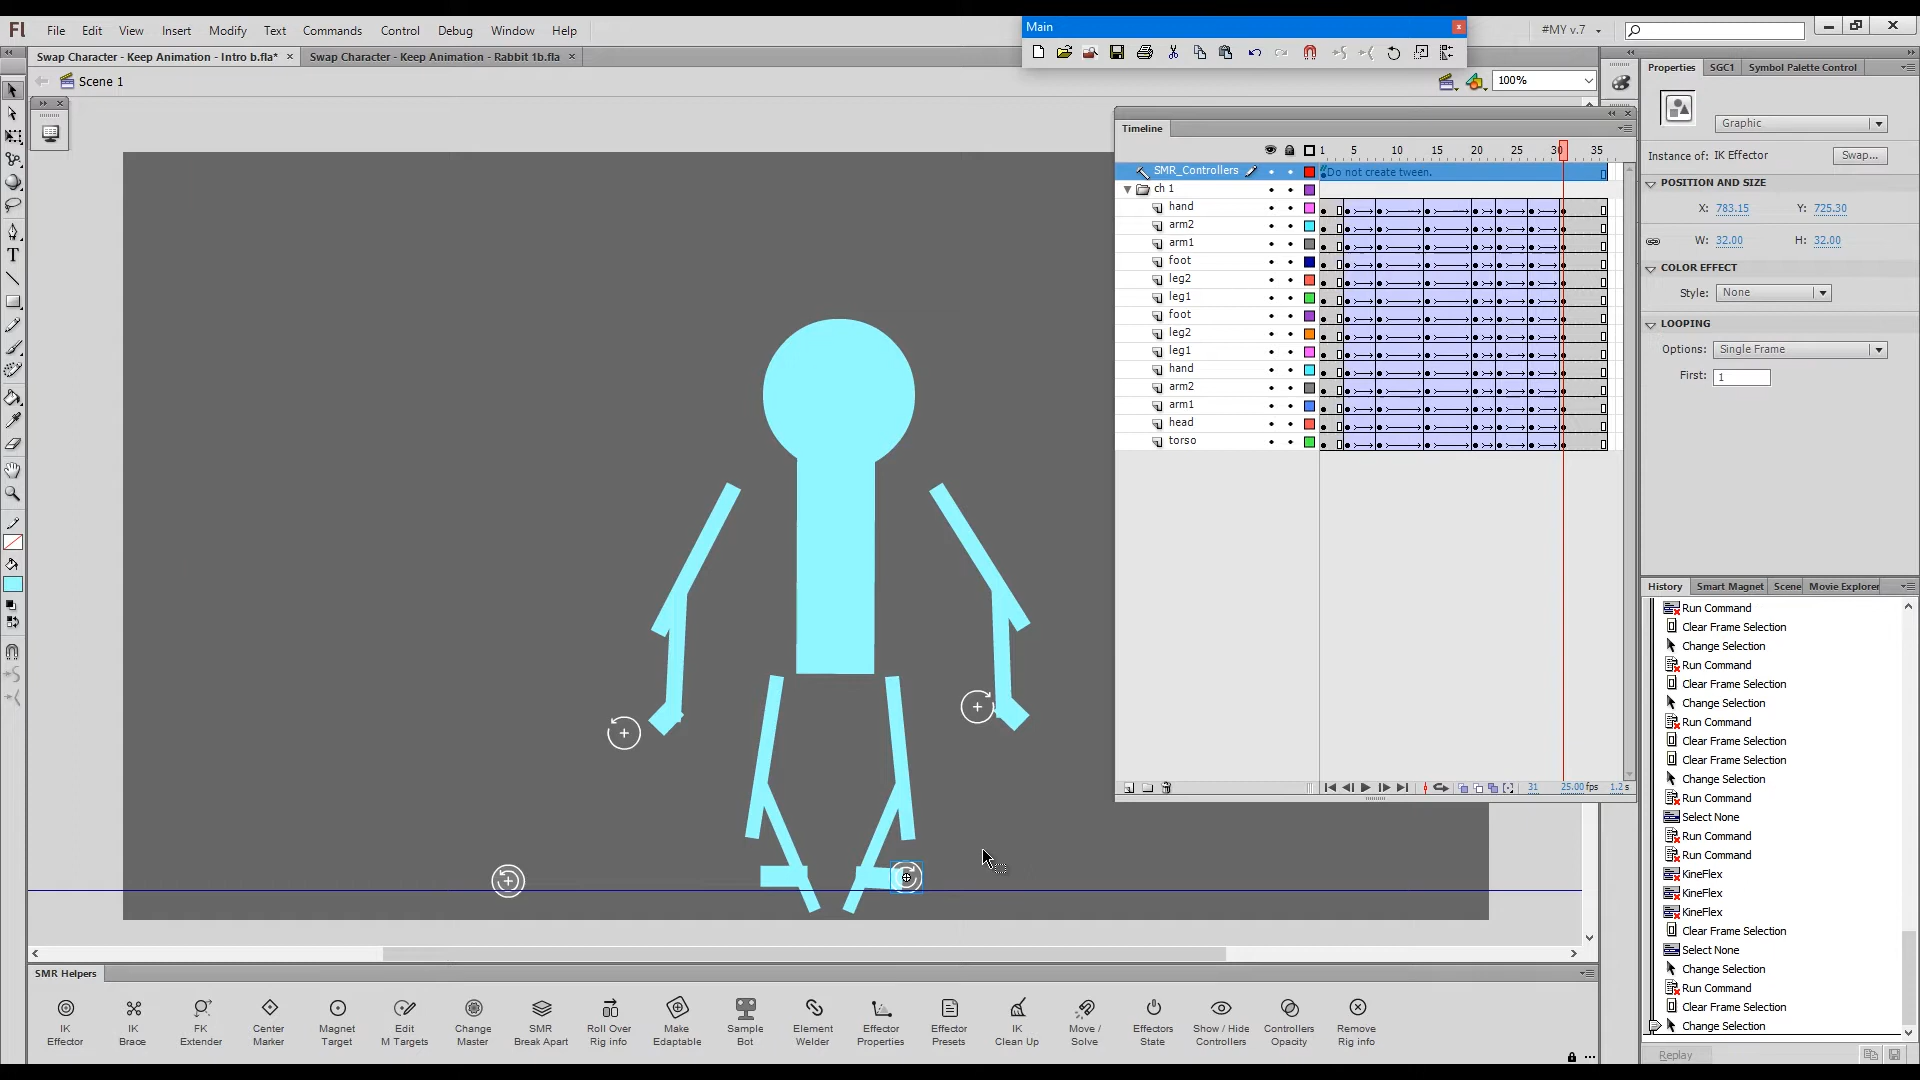 Fl File Edit View Insert Modify Text Commands Control Debug Window Help
Main
#MY v.7
Swap Character - Keep Animation - Intro b.fla* ×
Swap Character - Keep Animation - Rabbit 1b.fla ×
Scene 1
100%
Timeline
1 5 10 15 20 25 30 35
SMR_Controllers
Do not create tween.
ch 1
hand
arm2
arm1
foot
leg2
leg1
foot
leg2
leg1
hand
arm2
arm1
head
torso
31 25.00 fps 1.2 s
Properties SGC1 Symbol Palette Control
Graphic
Instance of: IK Effector
Swap...
POSITION AND SIZE
X: 783.15 Y: 725.30
W: 32.00 H: 32.00
COLOR EFFECT
Style: None
LOOPING
Options: Single Frame
First: 1
History Smart Magnet Scene Movie Explorer
Run Command
Clear Frame Selection
Change Selection
Run Command
Clear Frame Selection
Change Selection
Run Command
Clear Frame Selection
Clear Frame Selection
Change Selection
Run Command
Select None
Run Command
Run Command
KineFlex
KineFlex
KineFlex
Clear Frame Selection
Select None
Change Selection
Run Command
Clear Frame Selection
Change Selection
Replay
SMR Helpers
IK Effector
IK Brace
FK Extender
Center Marker
Magnet Target
Edit M Targets
Change Master
SMR Break Apart
Roll Over Rig info
Make Adaptable
Sample Bot
Element Welder
Effector Properties
Effector Presets
IK Clean Up
Move / Solve
Effectors State
Show / Hide Controllers
Controllers Opacity
Remove Rig info